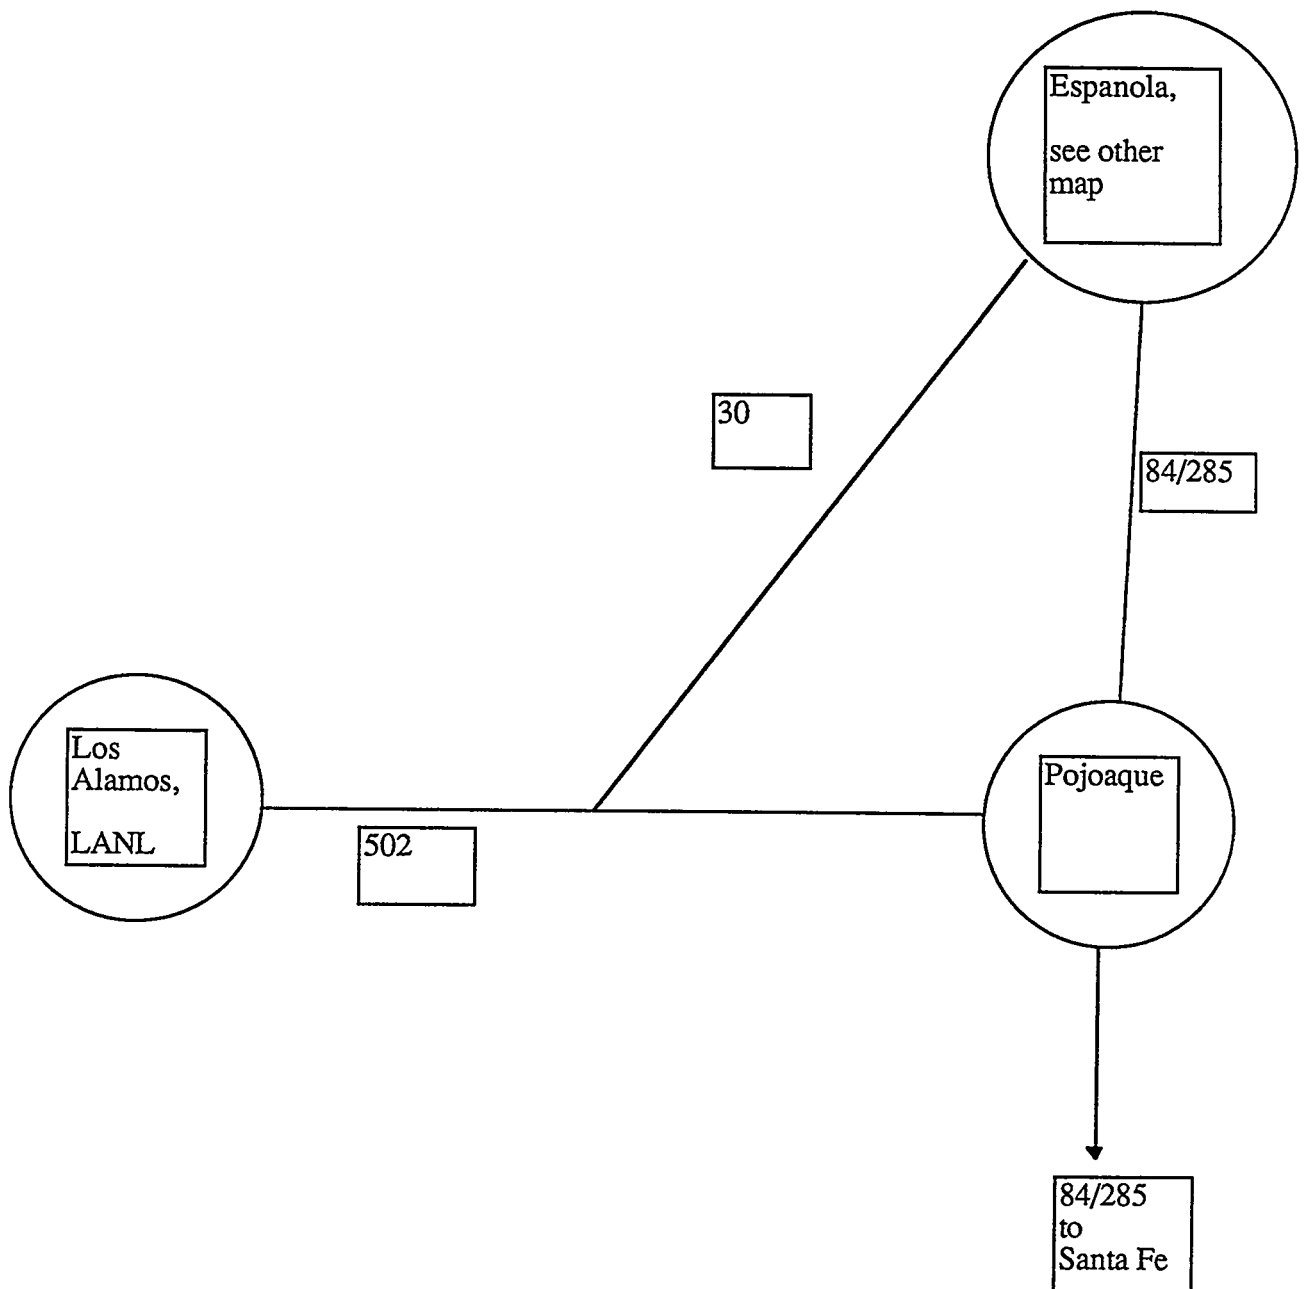 Espanola,
see other
map
30
84/285
Los
Alamos,
LANL
502
Pojoaque
84/285
to
Santa Fe